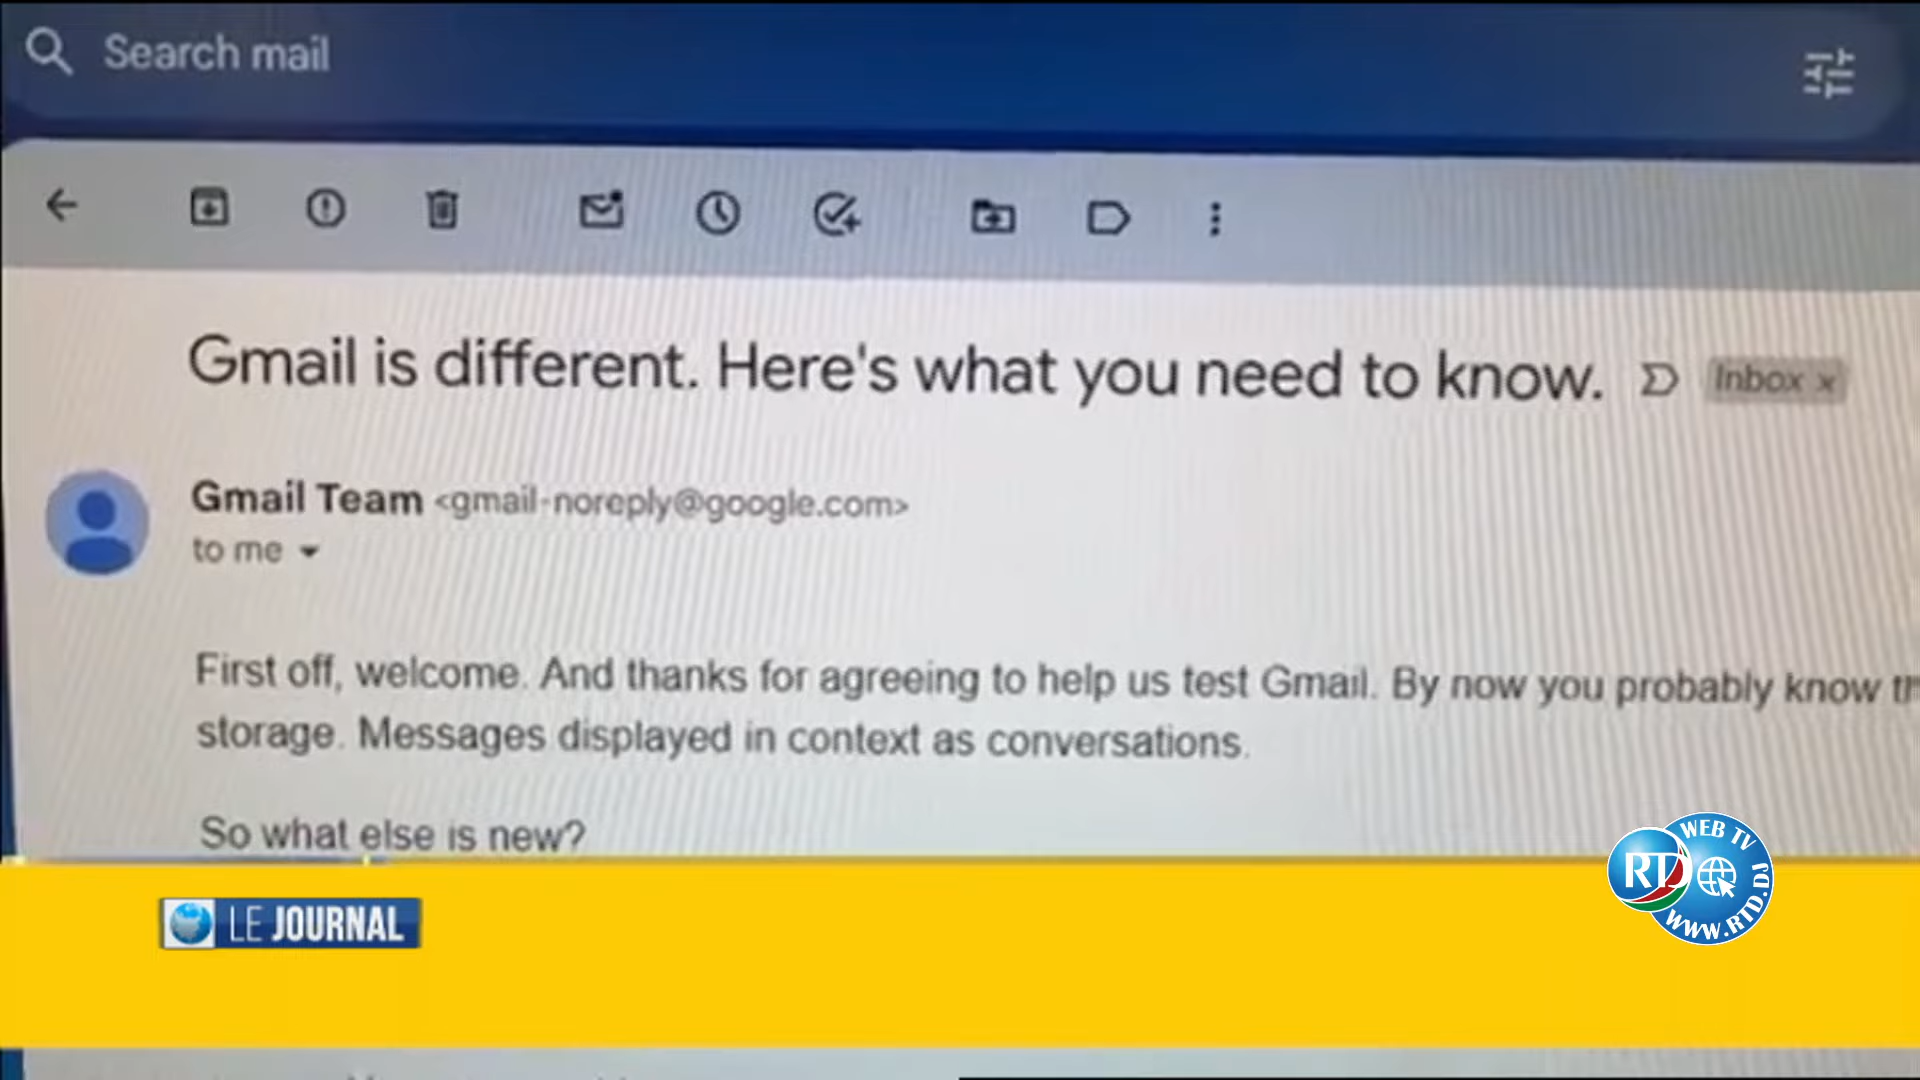 Search mail
Gmail is different. Here's what you need to know.
Inbox x
Gmail Team <gmail-noreply@google.com>
to me
First off, welcome. And thanks for agreeing to help us test Gmail. By now you probably know
storage. Messages displayed in context as conversations.
So what else is new?
LE JOURNAL
RTD
WEB TV
WWW.RTD.DJ